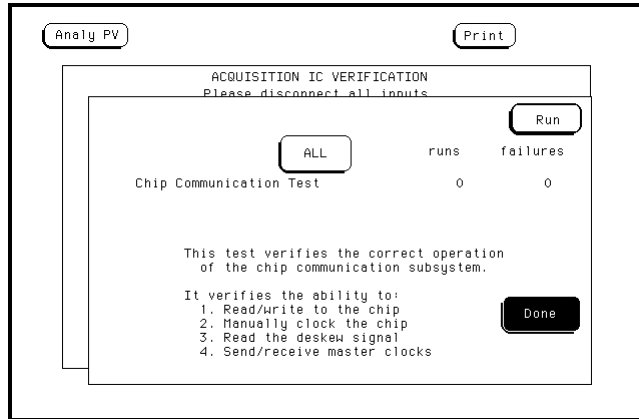 Analy PV Print
ACQUISITION IC VERIFICATION
Please disconnect all inputs
Run
ALL runs failures
Chip Communication Test 0 0
This test verifies the correct operation
of the chip communication subsystem.
It verifies the ability to:
1. Read/write to the chip
2. Manually clock the chip
3. Read the deskew signal
4. Send/receive master clocks
Done